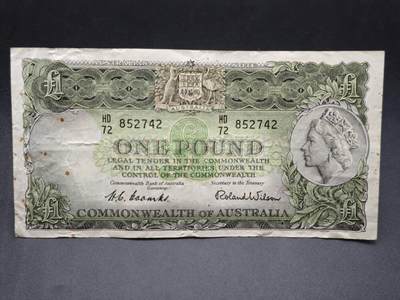 £1 £1
AUSTRALIA
HD 72 852742 HD 72 852742
ONE POUND
LEGAL TENDER IN THE COMMONWEALTH
AND IN ALL TERRITORIES UNDER THE
CONTROL OF THE COMMONWEALTH
Commonwealth Bank of Australia Secretary to the Treasury
H.C. Coombs Roland Wilson
£1 £1
COMMONWEALTH OF AUSTRALIA